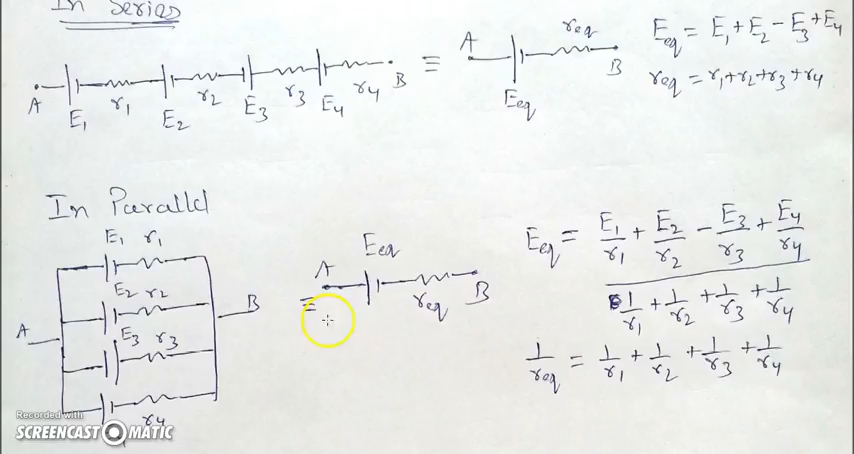 In Series
A E₁ r₁ E₂ r₂ E₃ r₃ E₄ r₄ B ≡ A Eeq req B
Eeq = E₁ + E₂ - E₃ + E₄
req = r₁ + r₂ + r₃ + r₄
In Parallel
A E₁ r₁
E₂ r₂
E₃ r₃
r₄
B
≡ A Eeq req B
Eeq = E₁/r₁ + E₂/r₂ - E₃/r₃ + E₄/r₄
1/r₁ + 1/r₂ + 1/r₃ + 1/r₄
1/req = 1/r₁ + 1/r₂ + 1/r₃ + 1/r₄
Recorded with
SCREENCAST-O-MATIC